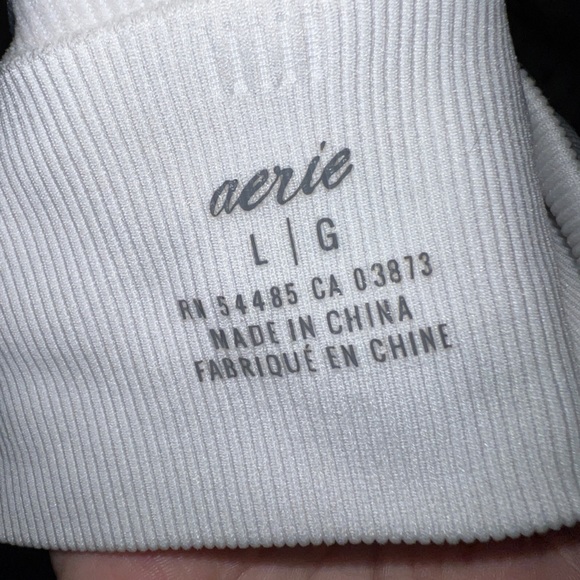 aerie
L | G
RN 54485 CA 03873
MADE IN CHINA
FABRIQUÉ EN CHINE